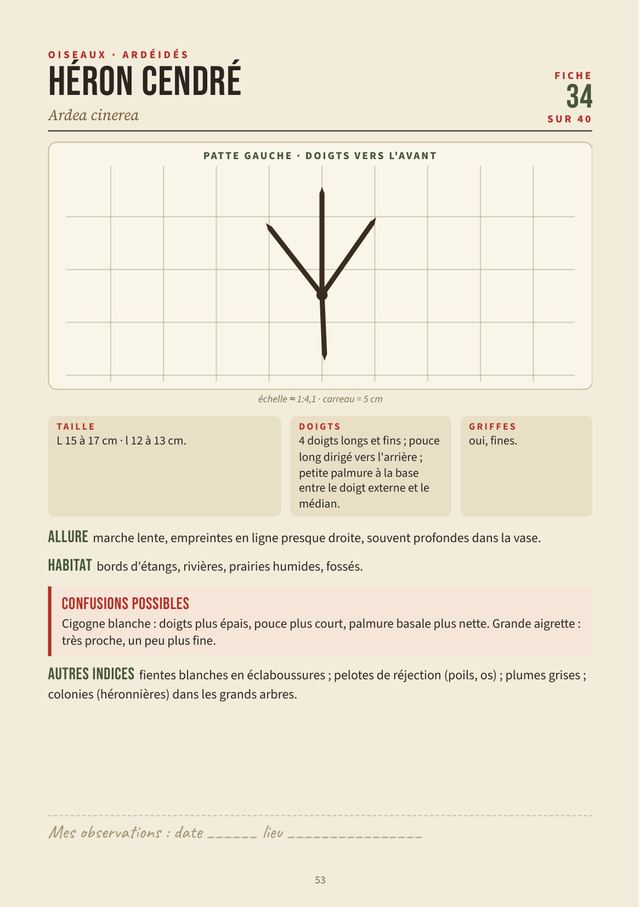 OISEAUX · ARDÉIDÉS
HÉRON CENDRÉ
Ardea cinerea
FICHE
34
SUR 40
PATTE GAUCHE · DOIGTS VERS L'AVANT
échelle ≈ 1:4,1 · carreau = 5 cm
TAILLE
L 15 à 17 cm · l 12 à 13 cm.
DOIGTS
4 doigts longs et fins ; pouce
long dirigé vers l'arrière ;
petite palmure à la base
entre le doigt externe et le
médian.
GRIFFES
oui, fines.
ALLURE marche lente, empreintes en ligne presque droite, souvent profondes dans la vase.
HABITAT bords d'étangs, rivières, prairies humides, fossés.
CONFUSIONS POSSIBLES
Cigogne blanche : doigts plus épais, pouce plus court, palmure basale plus nette. Grande aigrette :
très proche, un peu plus fine.
AUTRES INDICES fientes blanches en éclaboussures ; pelotes de réjection (poils, os) ; plumes grises ;
colonies (héronnières) dans les grands arbres.
Mes observations : date ______ lieu ________________
53